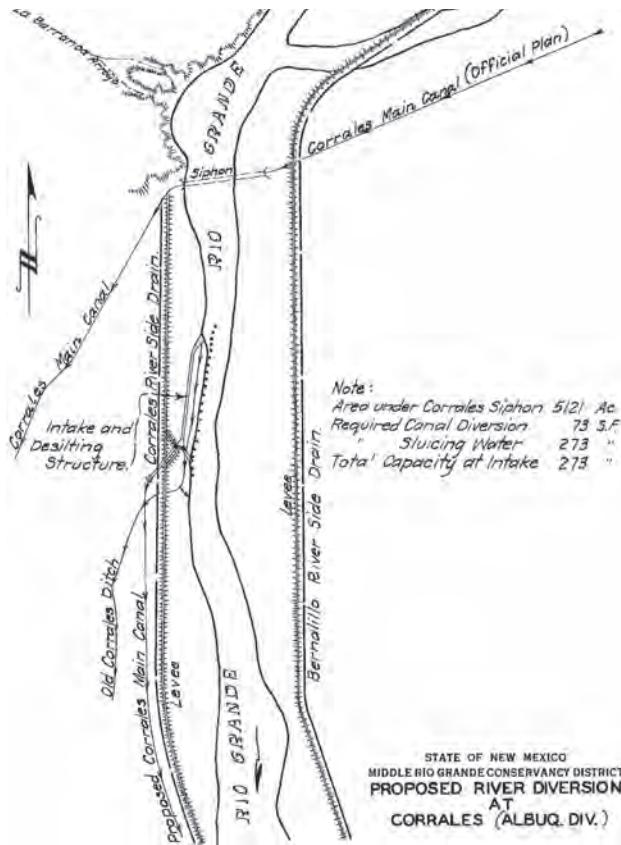 La Barranca Arroyo
RIO GRANDE
Corrales Main Canal (Official Plan)
Siphon
Corrales Main Canal
Corrales River Side Drain.
Intake and
Desilting
Structure.
Note:
Area under Corrales Siphon 5121 Ac.
Required Canal Diversion 73 S.F.
" Sluicing Water 273 "
Total Capacity at Intake 273 "
Levee
Bernalillo River Side Drain.
Old Corrales Ditch
Proposed Corrales Main Canal
Levee
RIO GRANDE
STATE OF NEW MEXICO
MIDDLE RIO GRANDE CONSERVANCY DISTRICT
PROPOSED RIVER DIVERSION
AT
CORRALES (ALBUQ. DIV.)